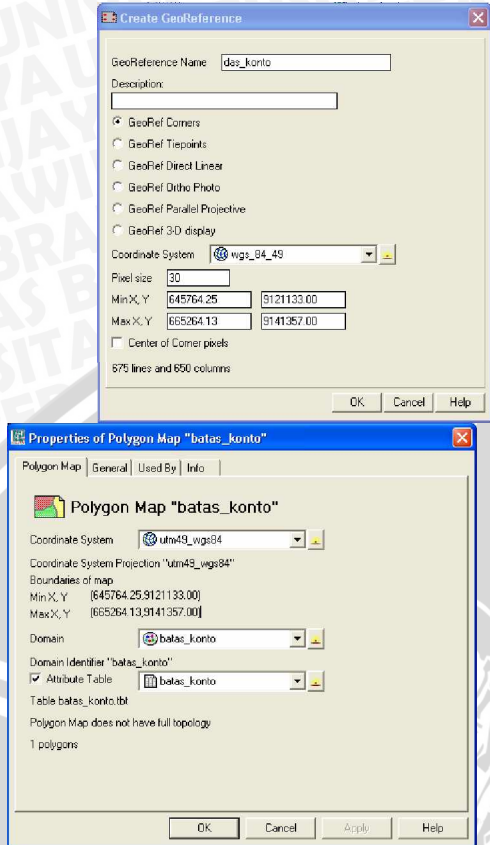 Create GeoReference
GeoReference Name das_konto
Description:
GeoRef Corners
GeoRef Tiepoints
GeoRef Direct Linear
GeoRef Ortho Photo
GeoRef Parallel Projective
GeoRef 3-D display
Coordinate System wgs_84_49
Pixel size 30
Min X, Y 645764.25 9121133.00
Max X, Y 665264.13 9141357.00
Center of Corner pixels
675 lines and 650 columns
OK Cancel Help
Properties of Polygon Map "batas_konto"
Polygon Map General Used By Info
Polygon Map "batas_konto"
Coordinate System utm49_wgs84
Coordinate System Projection "utm49_wgs84"
Boundaries of map
Min X, Y (645764.25,9121133.00)
Max X, Y (665264.13,9141357.00)
Domain batas_konto
Domain Identifier "batas_konto"
Attribute Table batas_konto
Table batas_konto.tbt
Polygon Map does not have full topology
1 polygons
OK Cancel Apply Help